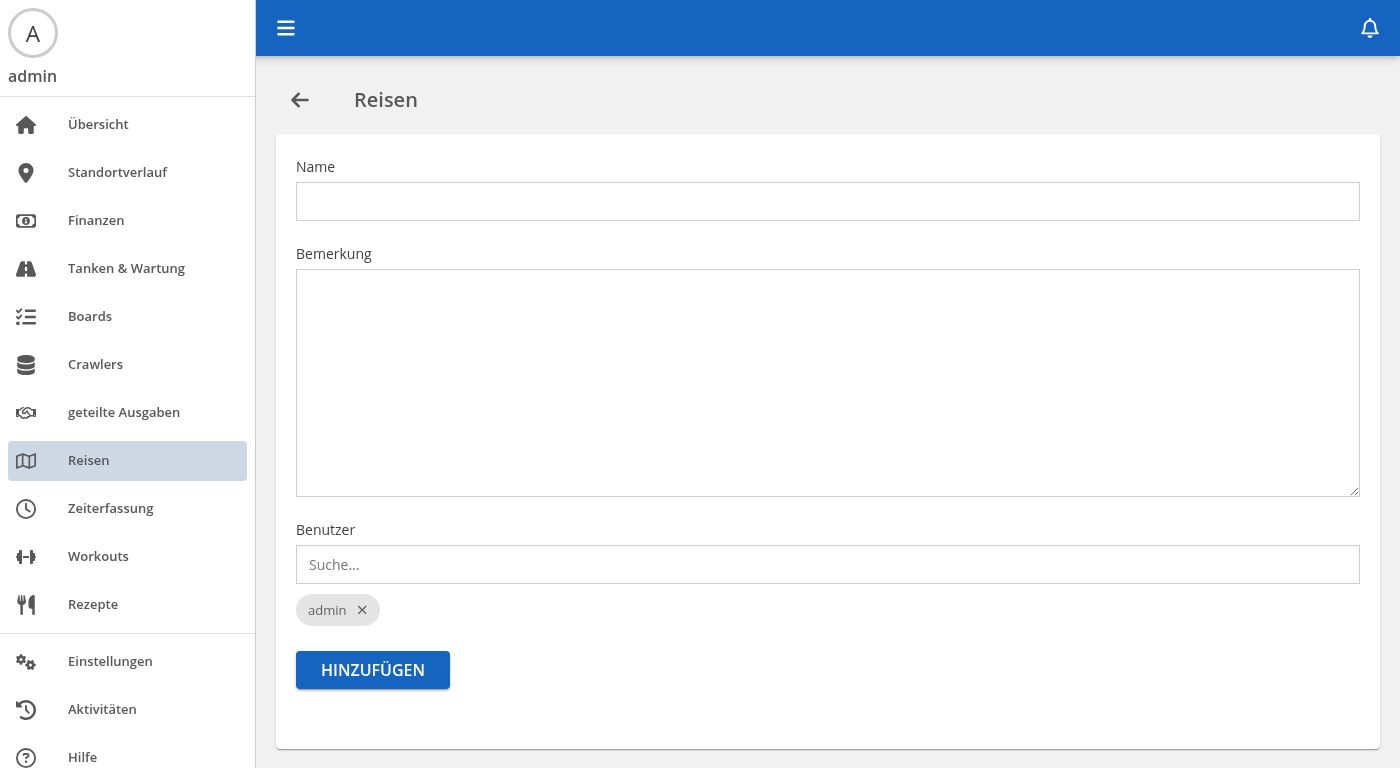 A
admin
Übersicht
Standortverlauf
Finanzen
Tanken & Wartung
Boards
Crawlers
geteilte Ausgaben
Reisen
Zeiterfassung
Workouts
Rezepte
Einstellungen
Aktivitäten
Hilfe
Reisen
Name
Bemerkung
Benutzer
Suche...
admin
HINZUFÜGEN